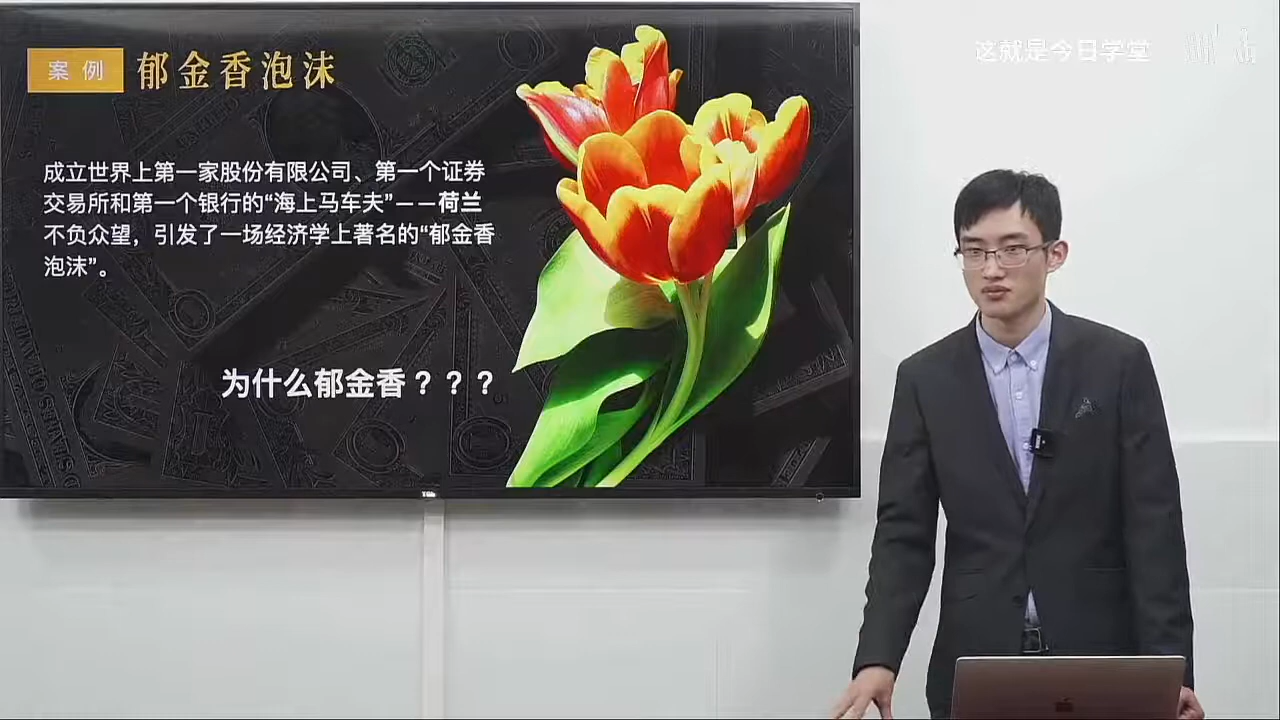 这就是今日学堂
案例
郁金香泡沫
成立世界上第一家股份有限公司、第一个证券
交易所和第一个银行的“海上马车夫”——荷兰
不负众望，引发了一场经济学上著名的“郁金香
泡沫”。
为什么郁金香？？？
TCL